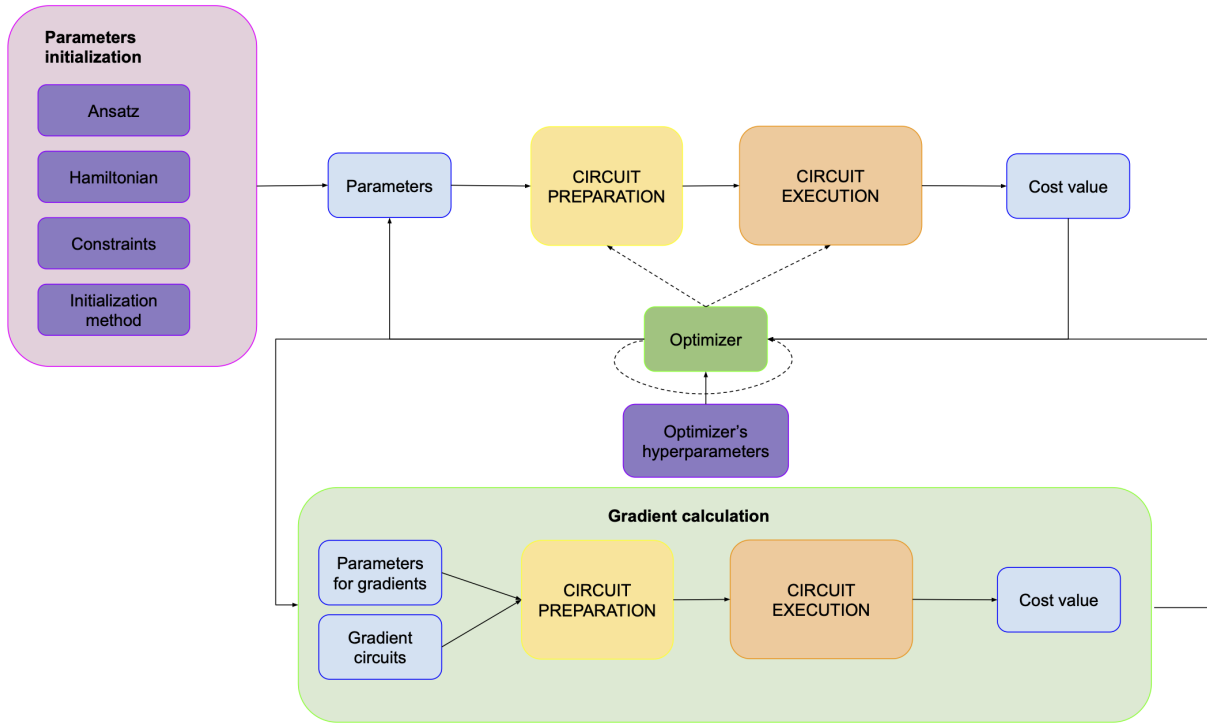 Parameters
initialization
Ansatz
Hamiltonian
Constraints
Initialization
method
Parameters
CIRCUIT
PREPARATION
CIRCUIT
EXECUTION
Cost value
Optimizer
Optimizer’s
hyperparameters
Gradient calculation
Parameters
for gradients
Gradient
circuits
CIRCUIT
PREPARATION
CIRCUIT
EXECUTION
Cost value